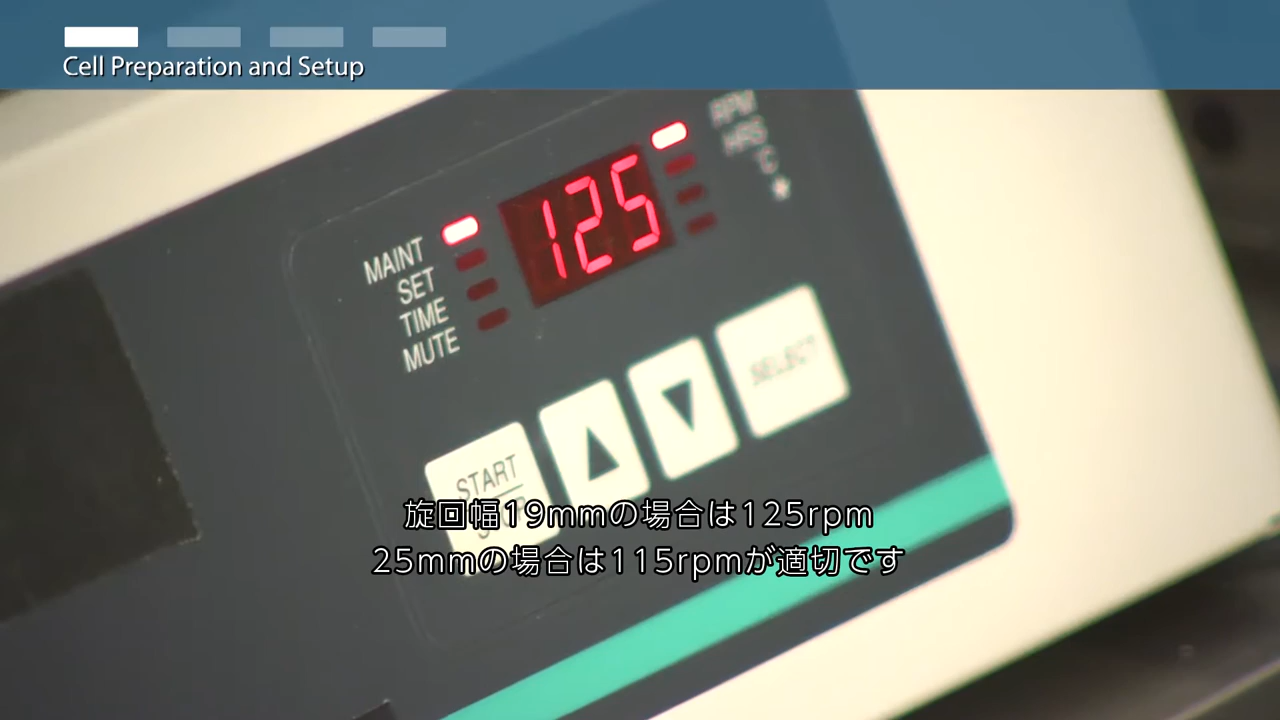 Cell Preparation and Setup
RPM
HRS
°C
125
MAINT
SET
TIME
MUTE
SELECT
▲
▼
START
旋回幅19mmの場合は125rpm
25mmの場合は115rpmが適切です